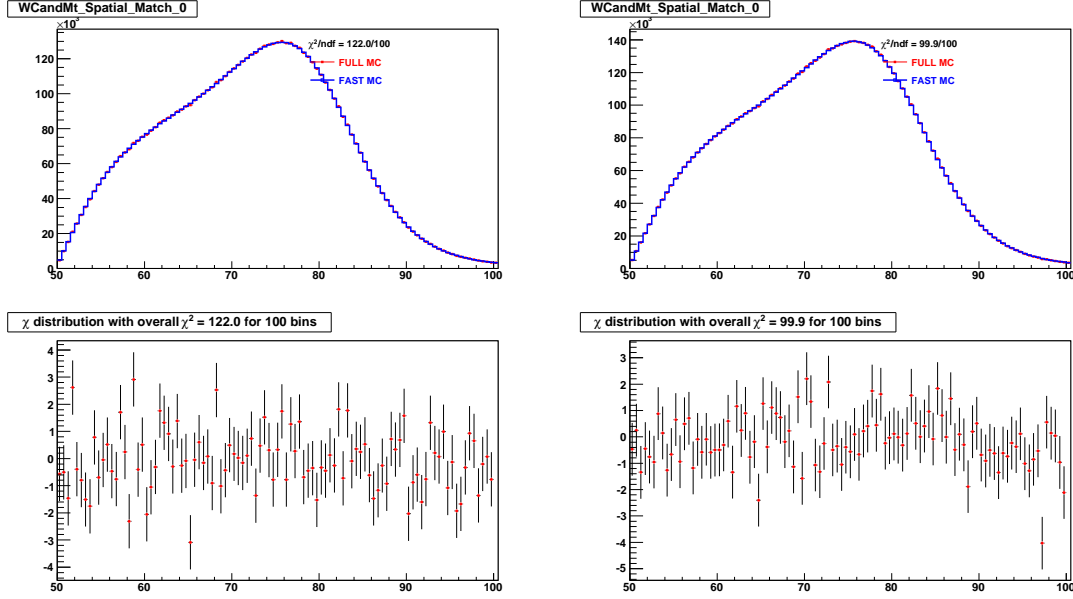 WCandMt_Spatial_Match_0
×10³
χ²/ndf = 122.0/100
FULL MC
FAST MC
120
100
80
60
40
20
0
50 60 70 80 90 100
WCandMt_Spatial_Match_0
×10³
χ²/ndf = 99.9/100
FULL MC
FAST MC
140
120
100
80
60
40
20
0
50 60 70 80 90 100
χ distribution with overall χ² = 122.0 for 100 bins
4
3
2
1
0
-1
-2
-3
-4
50 60 70 80 90 100
χ distribution with overall χ² = 99.9 for 100 bins
3
2
1
0
-1
-2
-3
-4
-5
50 60 70 80 90 100